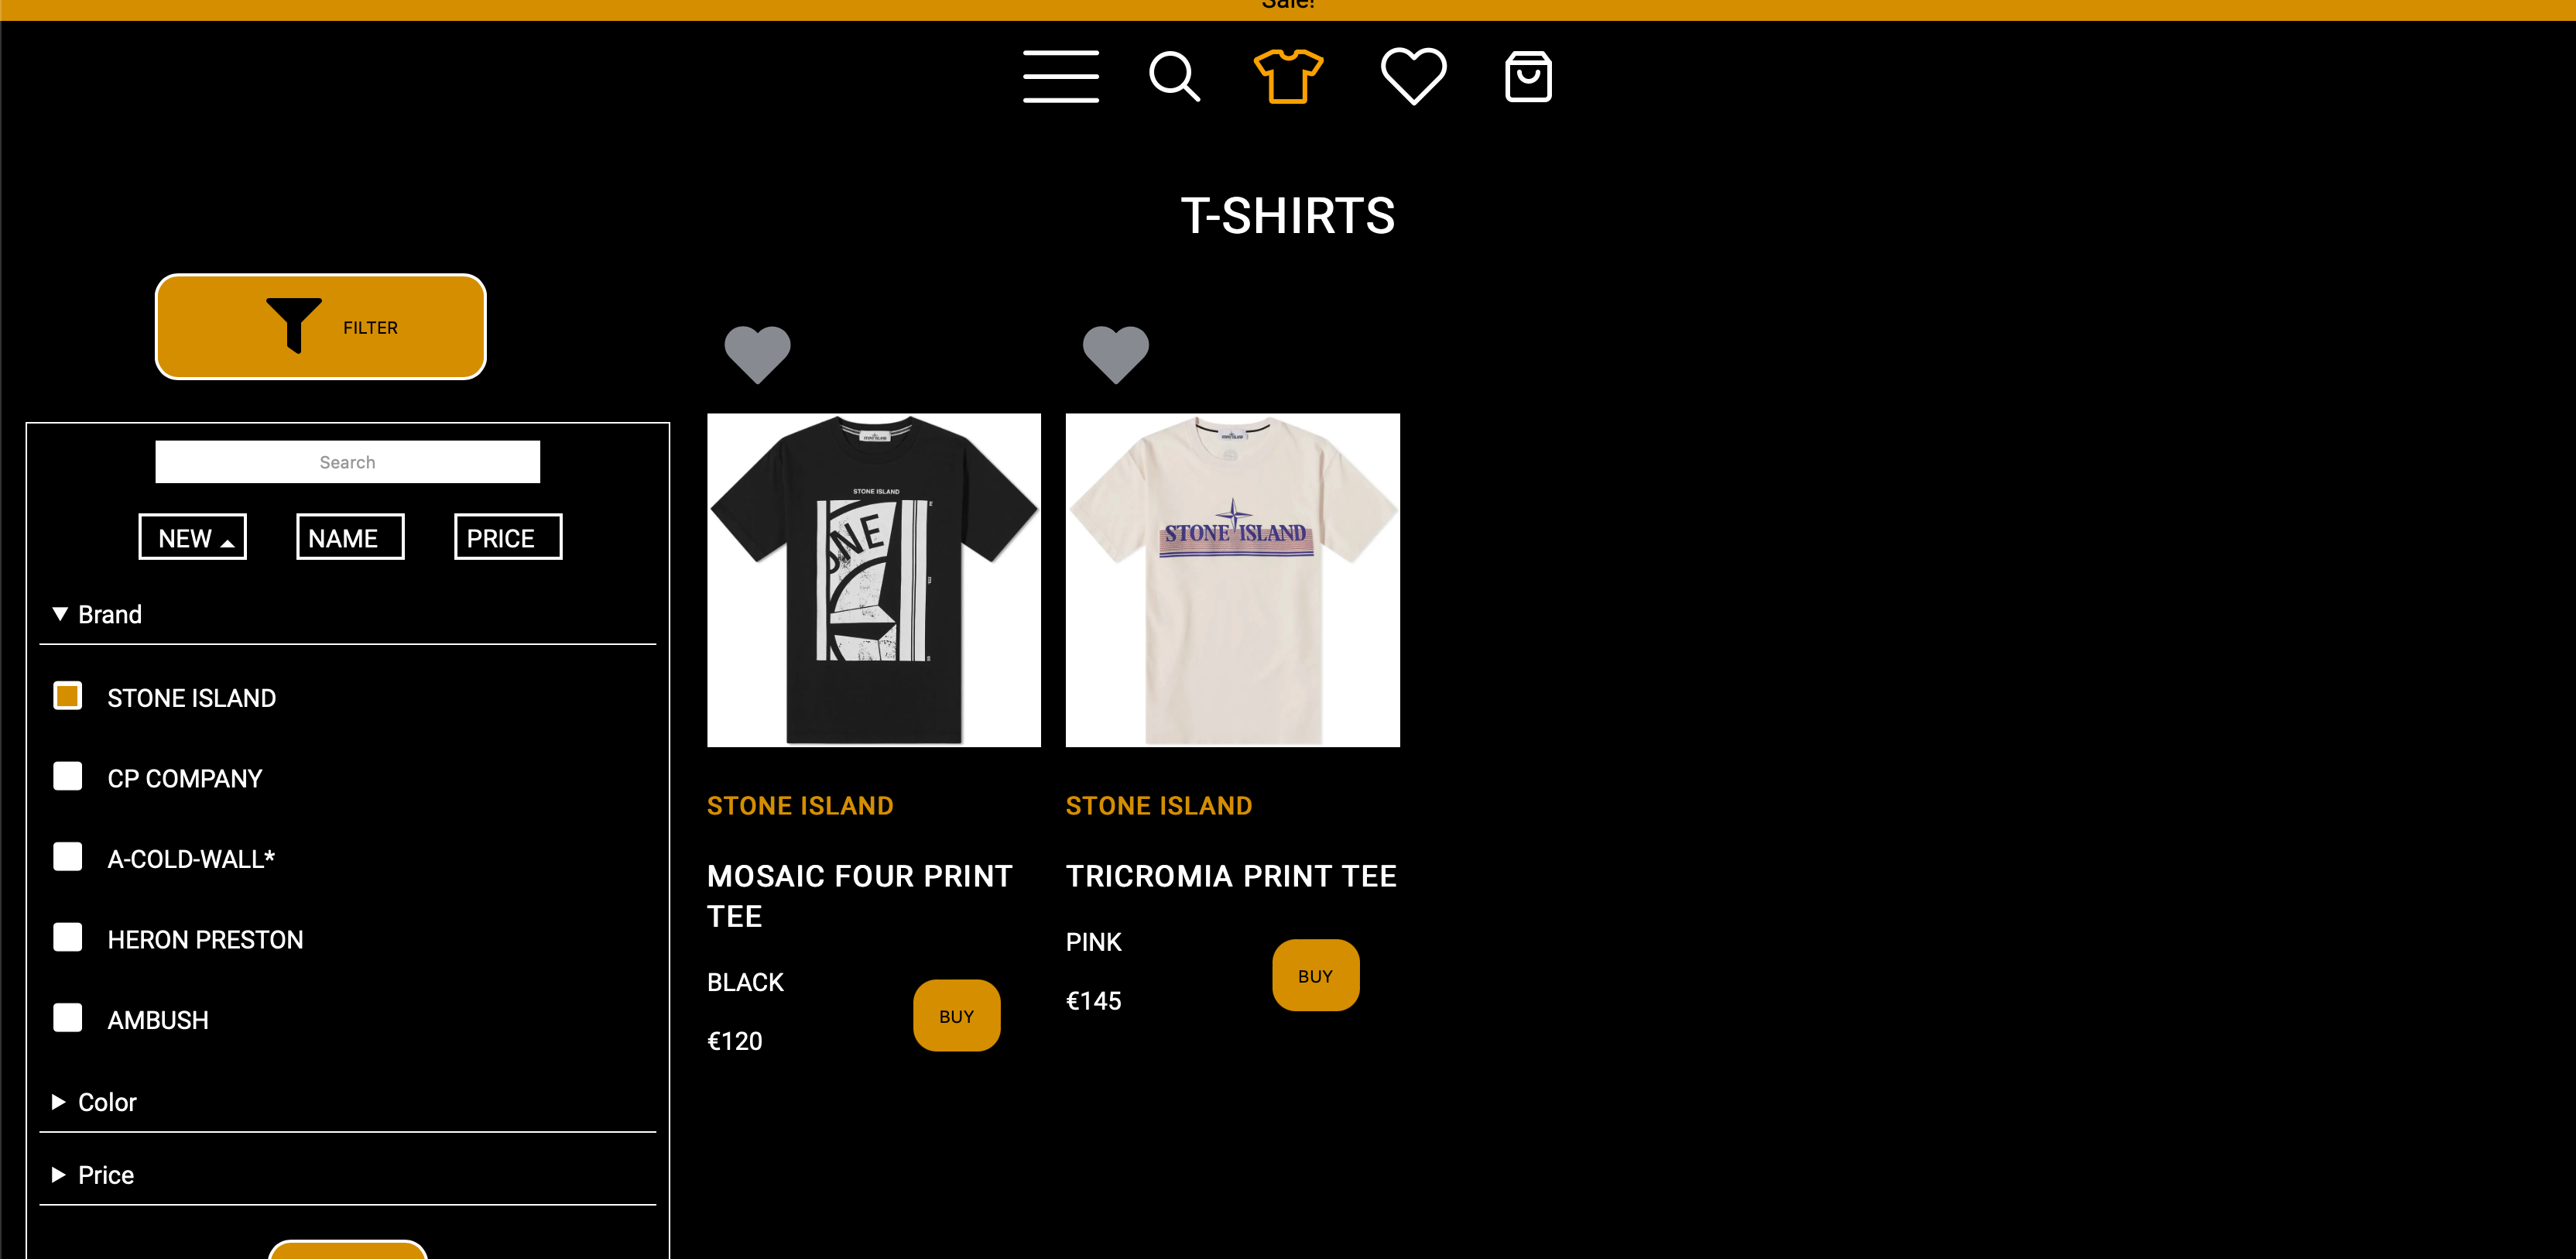 Sale!
T-SHIRTS
FILTER
Search
NEW NAME PRICE
Brand
STONE ISLAND
CP COMPANY
A-COLD-WALL*
HERON PRESTON
AMBUSH
Color
Price
STONE ISLAND
STONE ISLAND
MOSAIC FOUR PRINT
TEE
BLACK
€120
BUY
STONE ISLAND
STONE ISLAND
TRICROMIA PRINT TEE
PINK
€145
BUY